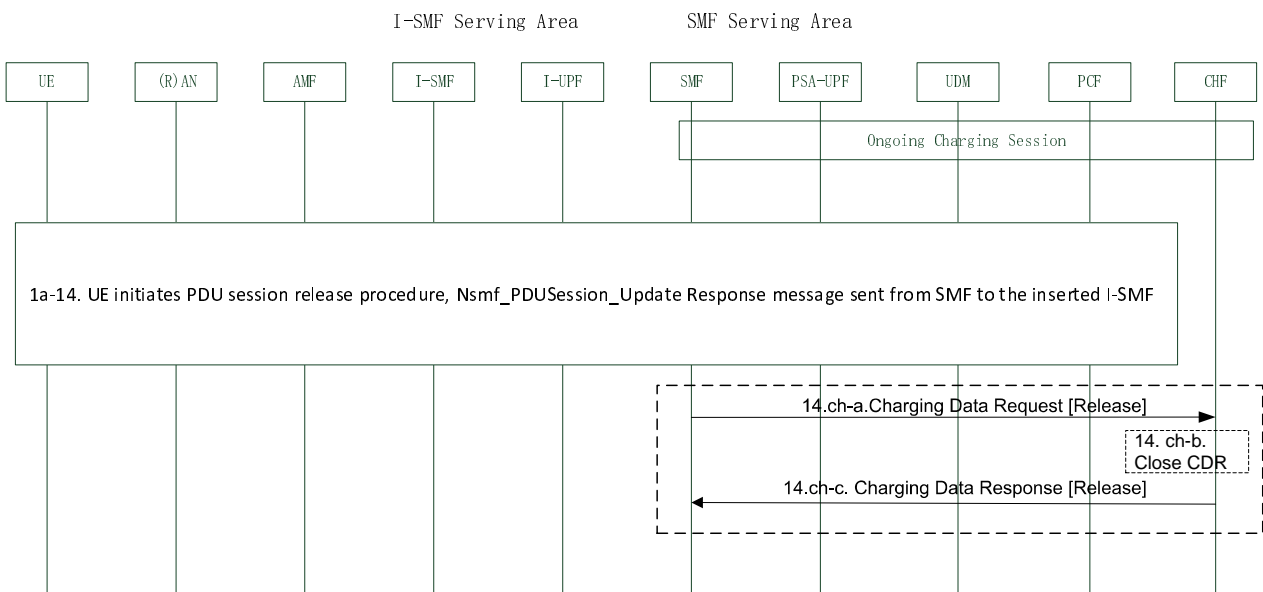 I-SMF Serving Area
SMF Serving Area
UE
(R)AN
AMF
I-SMF
I-UPF
SMF
PSA-UPF
UDM
PCF
CHF
Ongoing Charging Session
1a-14. UE initiates PDU session release procedure, Nsmf_PDUSession_Update Response message sent from SMF to the inserted I-SMF
14.ch-a.Charging Data Request [Release]
14. ch-b.
Close CDR
14.ch-c. Charging Data Response [Release]